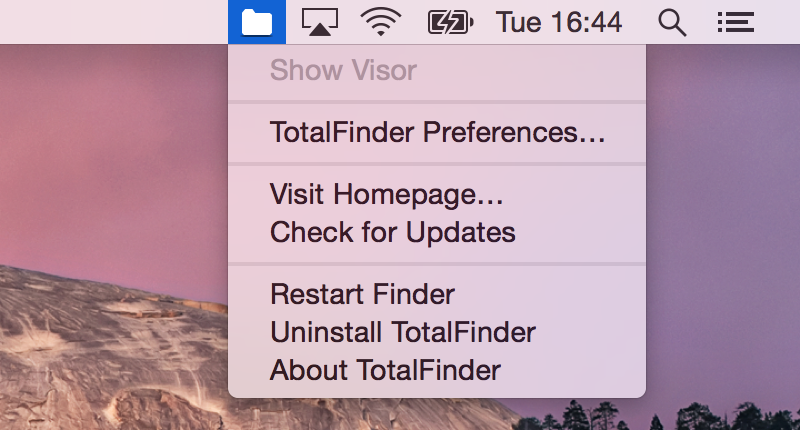 Tue 16:44
Show Visor
TotalFinder Preferences…
Visit Homepage…
Check for Updates
Restart Finder
Uninstall TotalFinder
About TotalFinder